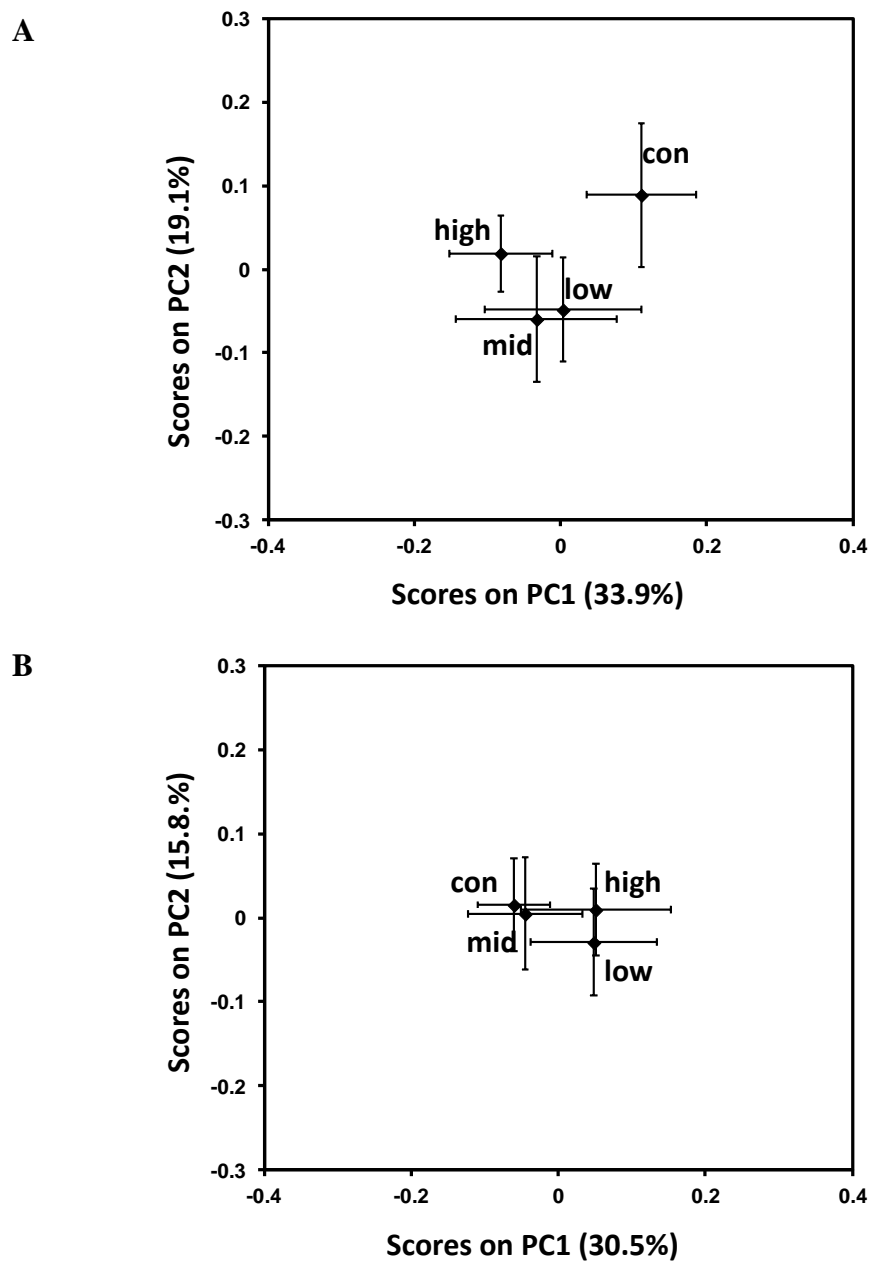 A
0.3
0.2
con
Scores on PC2 (19.1%)
0.1
high
0
low
mid
-0.1
-0.2
-0.3
-0.4
-0.2
0
0.2
0.4
Scores on PC1 (33.9%)
B
0.3
0.2
Scores on PC2 (15.8.%)
0.1
con
high
0
mid
low
-0.1
-0.2
-0.3
-0.4
-0.2
0
0.2
0.4
Scores on PC1 (30.5%)